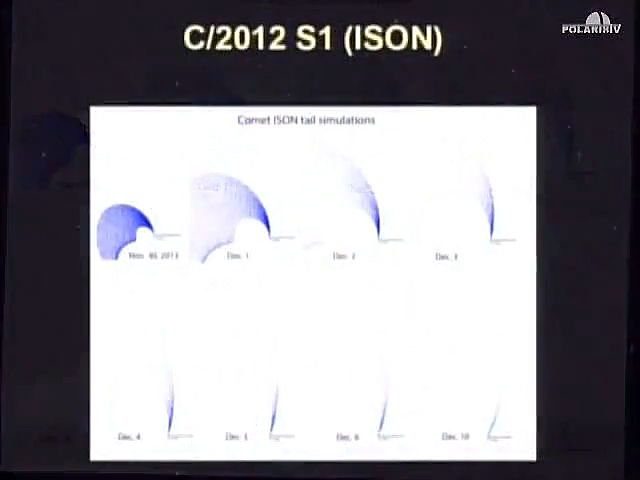 C/2012 S1 (ISON)
POLARIXIV
Comet ISON tail simulations
Nov. 30, 2013
Dec. 1
Dec. 2
Dec. 3
Dec. 4
Dec. 5
Dec. 6
Dec. 10